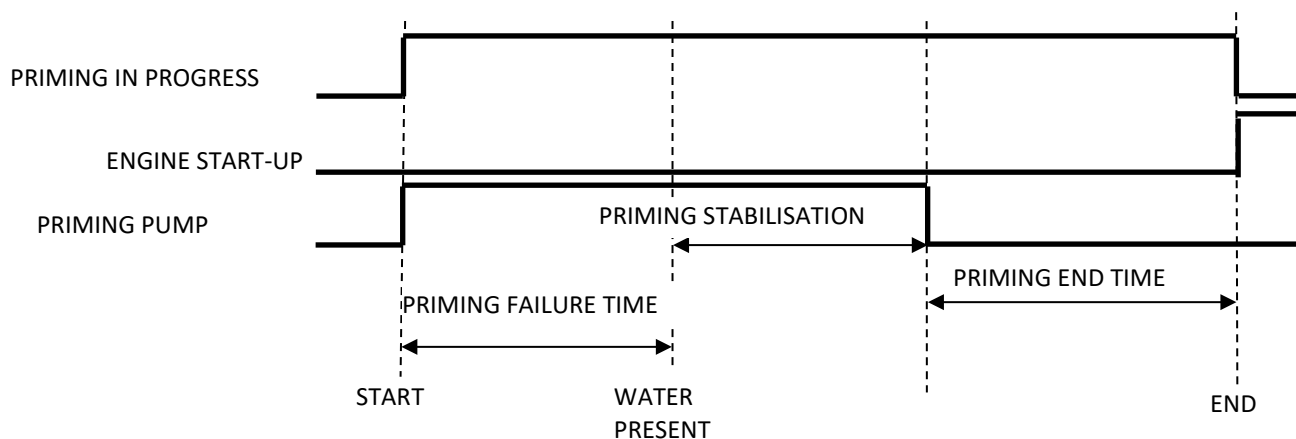 PRIMING IN PROGRESS
ENGINE START-UP
PRIMING PUMP
PRIMING STABILISATION
PRIMING END TIME
PRIMING FAILURE TIME
START
WATER
PRESENT
END